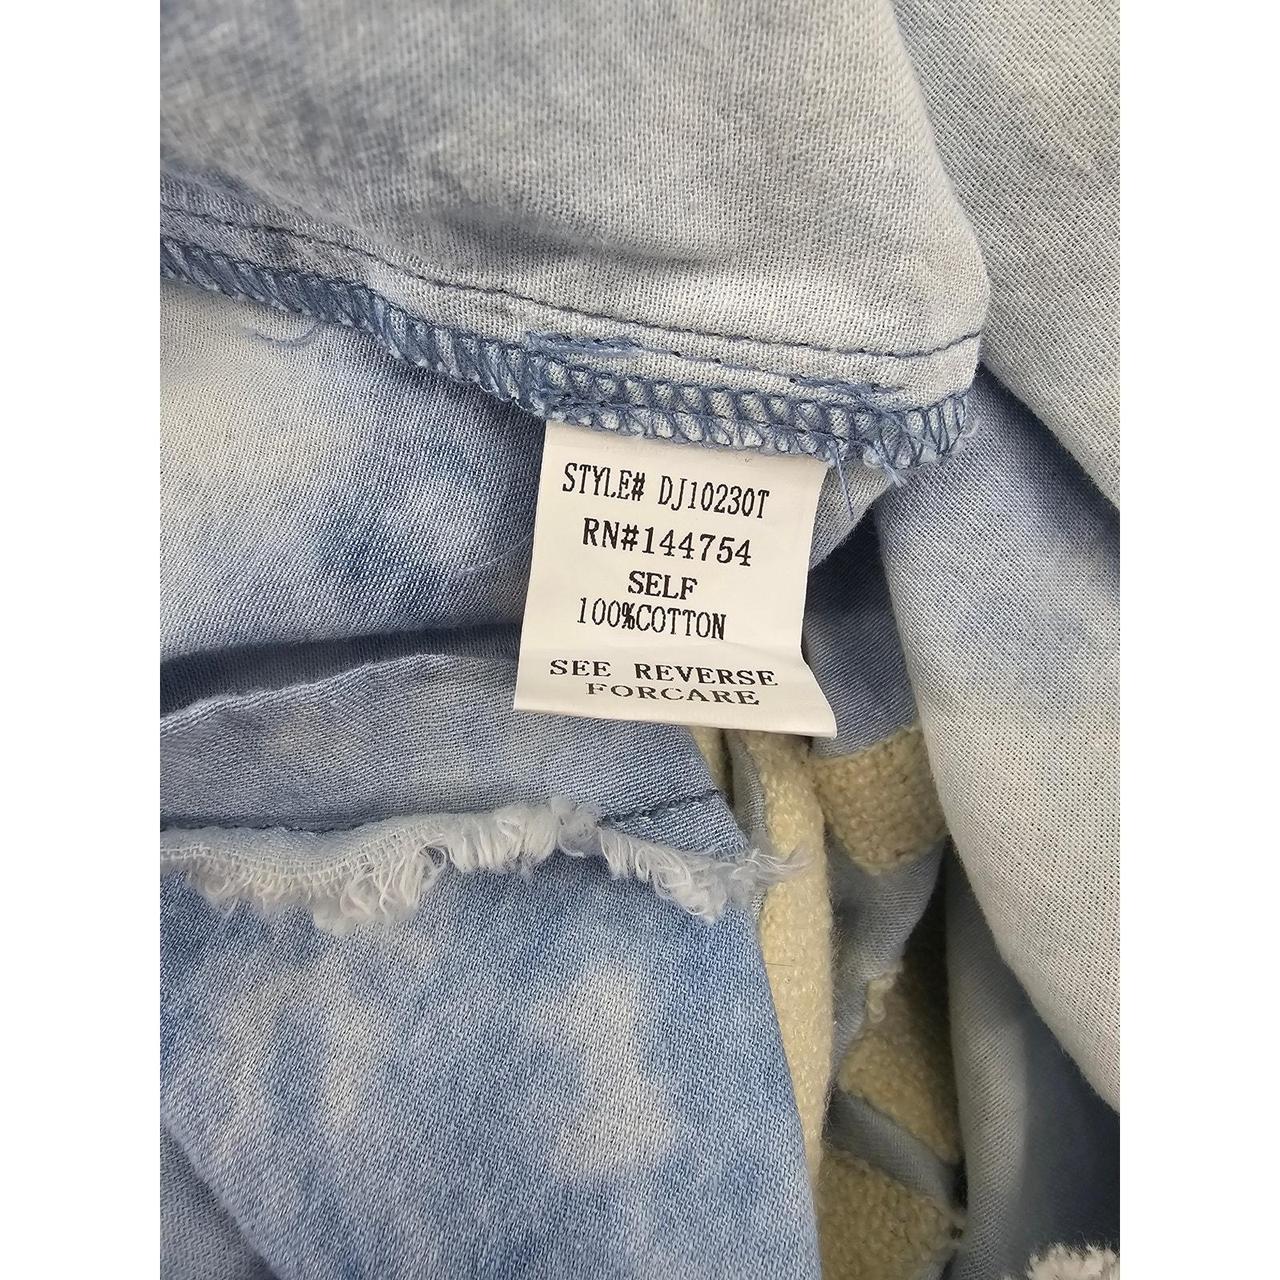 STYLE# DJ10230T
RN#144754
SELF
100%COTTON
SEE REVERSE
FORCARE